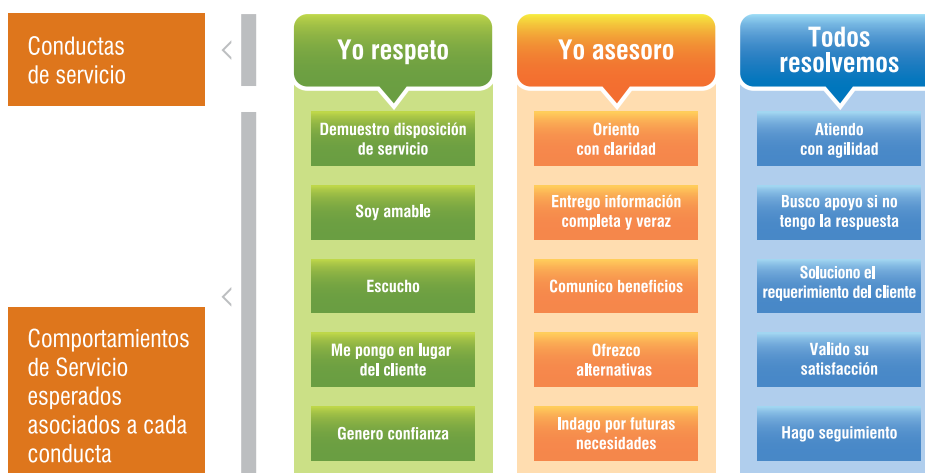 Conductas
de servicio
Yo respeto
Yo asesoro
Todos
resolvemos
Comportamientos
de Servicio
esperados
asociados a cada
conducta
Demuestro disposición
de servicio
Soy amable
Escucho
Me pongo en lugar
del cliente
Genero confianza
Oriento
con claridad
Entrego información
completa y veraz
Comunico beneficios
Ofrezco
alternativas
Indago por futuras
necesidades
Atiendo
con agilidad
Busco apoyo si no
tengo la respuesta
Soluciono el
requerimiento del cliente
Valido su
satisfacción
Hago seguimiento